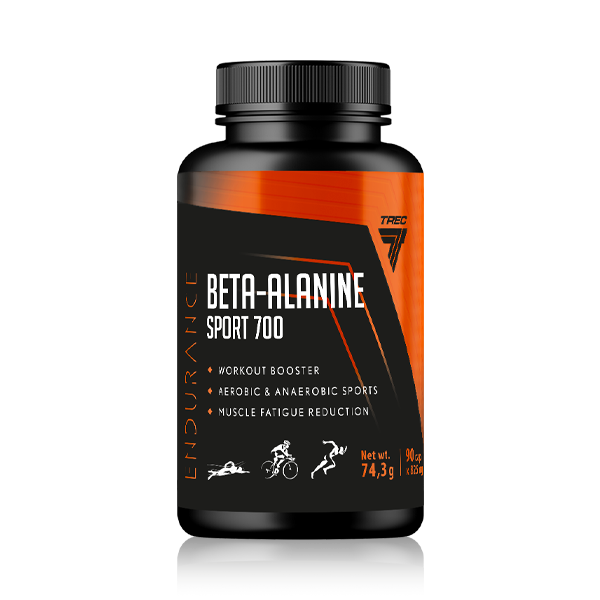 TREC
ENDURANCE
BETA-ALANINE
SPORT 700
WORKOUT BOOSTER
AEROBIC & ANAEROBIC SPORTS
MUSCLE FATIGUE REDUCTION
Net wt.
74,3g
90
x 825